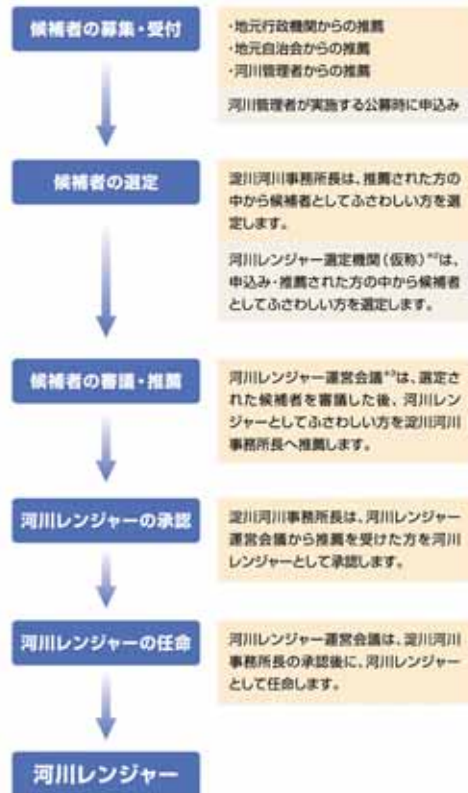 候補者の募集・受付
・地元行政機関からの推薦
・地元自治会からの推薦
・河川管理者からの推薦
河川管理者が実施する公募時に申込み
候補者の選定
淀川河川事務所長は、推薦された方の
中から候補者としてふさわしい方を選
定します。
河川レンジャー選定機関（仮称）※2は、
申込み・推薦された方の中から候補者
としてふさわしい方を選定します。
候補者の審議・推薦
河川レンジャー運営会議※3は、選定さ
れた候補者を審議した後、河川レン
ジャーとしてふさわしい方を淀川河川
事務所長へ推薦します。
河川レンジャーの承認
淀川河川事務所長は、河川レンジャー
運営会議から推薦を受けた方を河川
レンジャーとして承認します。
河川レンジャーの任命
河川レンジャー運営会議は、淀川河川
事務所長の承認後に、河川レンジャー
として任命します。
河川レンジャー